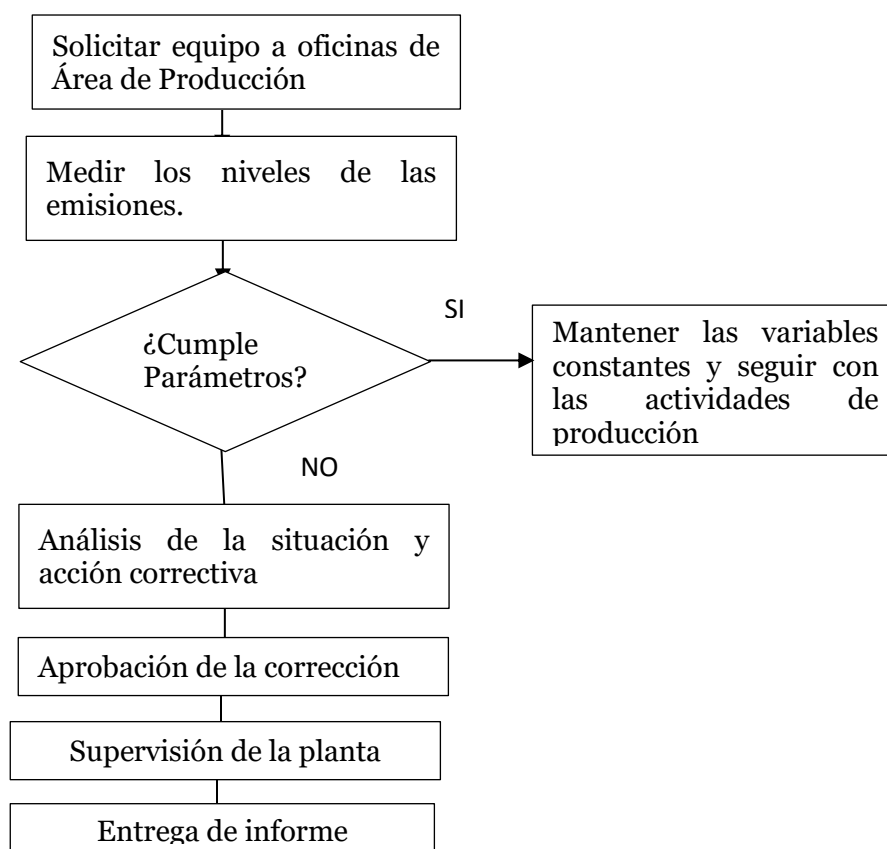 Solicitar equipo a oficinas de
Área de Producción
Medir los niveles de las
emisiones.
¿Cumple
Parámetros?
SI
Mantener las variables
constantes y seguir con
las actividades de
producción
NO
Análisis de la situación y
acción correctiva
Aprobación de la corrección
Supervisión de la planta
Entrega de informe